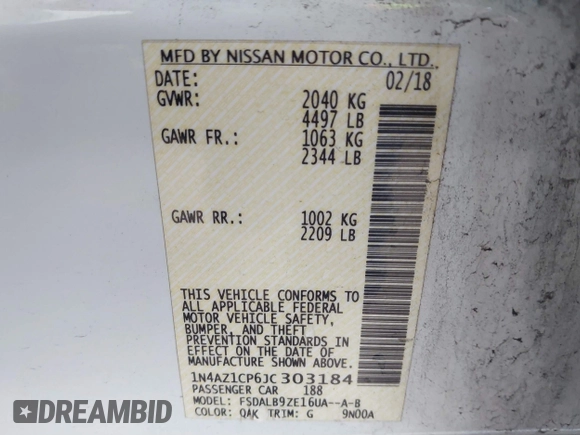 MFD BY NISSAN MOTOR CO., LTD.
DATE: 02/18
GVWR: 2040 KG
4497 LB
GAWR FR.: 1063 KG
2344 LB
GAWR RR.: 1002 KG
2209 LB
THIS VEHICLE CONFORMS TO
ALL APPLICABLE FEDERAL
MOTOR VEHICLE SAFETY,
BUMPER, AND THEFT
PREVENTION STANDARDS IN
EFFECT ON THE DATE OF
MANUFACTURE SHOWN ABOVE.
1N4AZ1CP6JC303184
PASSENGER CAR 188
MODEL: FSDALB9ZE16UA--A-B
COLOR: QAK TRIM: G 9N00A
DREAMBID